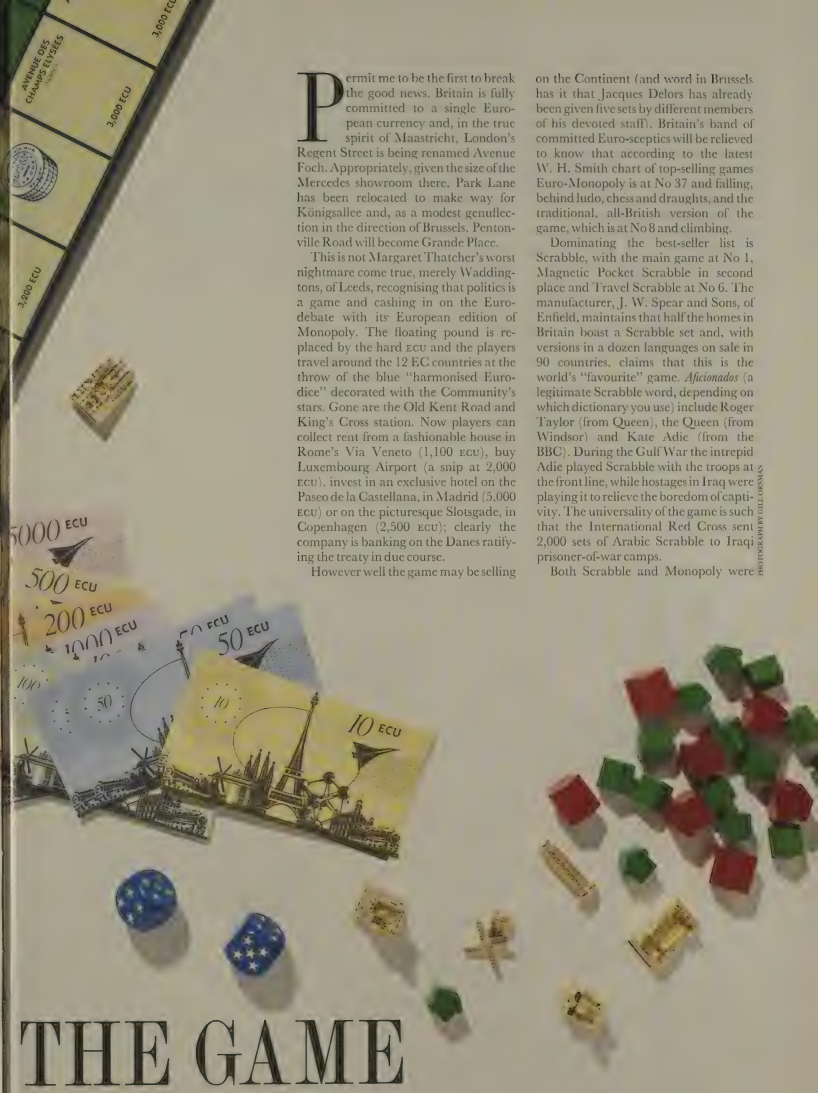 AVENUE DES
CHAMPS ELYSÉES
3,000 ECU
3,000 ECU
3,200 ECU
Permit me to be the first to break
the good news. Britain is fully
committed to a single Euro-
pean currency and, in the true
spirit of Maastricht, London's
Regent Street is being renamed Avenue
Foch. Appropriately, given the size of the
Mercedes showroom there, Park Lane
has been relocated to make way for
Königsallee and, as a modest genuflec-
tion in the direction of Brussels, Penton-
ville Road will become Grande Place.
This is not Margaret Thatcher's worst
nightmare come true, merely Wadding-
tons, of Leeds, recognising that politics is
a game and cashing in on the Euro-
debate with its European edition of
Monopoly. The floating pound is re-
placed by the hard ECU and the players
travel around the 12 EC countries at the
throw of the blue "harmonised Euro-
dice" decorated with the Community's
stars. Gone are the Old Kent Road and
King's Cross station. Now players can
collect rent from a fashionable house in
Rome's Via Veneto (1,100 ECU), buy
Luxembourg Airport (a snip at 2,000
ECU), invest in an exclusive hotel on the
Paseo de la Castellana, in Madrid (5,000
ECU) or on the picturesque Slotsgade, in
Copenhagen (2,500 ECU); clearly the
company is banking on the Danes ratify-
ing the treaty in due course.
However well the game may be selling
on the Continent (and word in Brussels
has it that Jacques Delors has already
been given five sets by different members
of his devoted staff), Britain's band of
committed Euro-sceptics will be relieved
to know that according to the latest
W. H. Smith chart of top-selling games
Euro-Monopoly is at No 37 and falling,
behind ludo, chess and draughts, and the
traditional, all-British version of the
game, which is at No 8 and climbing.
Dominating the best-seller list is
Scrabble, with the main game at No 1,
Magnetic Pocket Scrabble in second
place and Travel Scrabble at No 6. The
manufacturer, J. W. Spear and Sons, of
Enfield, maintains that half the homes in
Britain boast a Scrabble set and, with
versions in a dozen languages on sale in
90 countries, claims that this is the
world's "favourite" game. Aficionados (a
legitimate Scrabble word, depending on
which dictionary you use) include Roger
Taylor (from Queen), the Queen (from
Windsor) and Kate Adie (from the
BBC). During the Gulf War the intrepid
Adie played Scrabble with the troops at
the front line, while hostages in Iraq were
playing it to relieve the boredom of capti-
vity. The universality of the game is such
that the International Red Cross sent
2,000 sets of Arabic Scrabble to Iraqi
prisoner-of-war camps.
Both Scrabble and Monopoly were
5000 ECU
500 ECU
200 ECU
1000 ECU
50 ECU
50 ECU
100
50
10
10 ECU
THE GAME